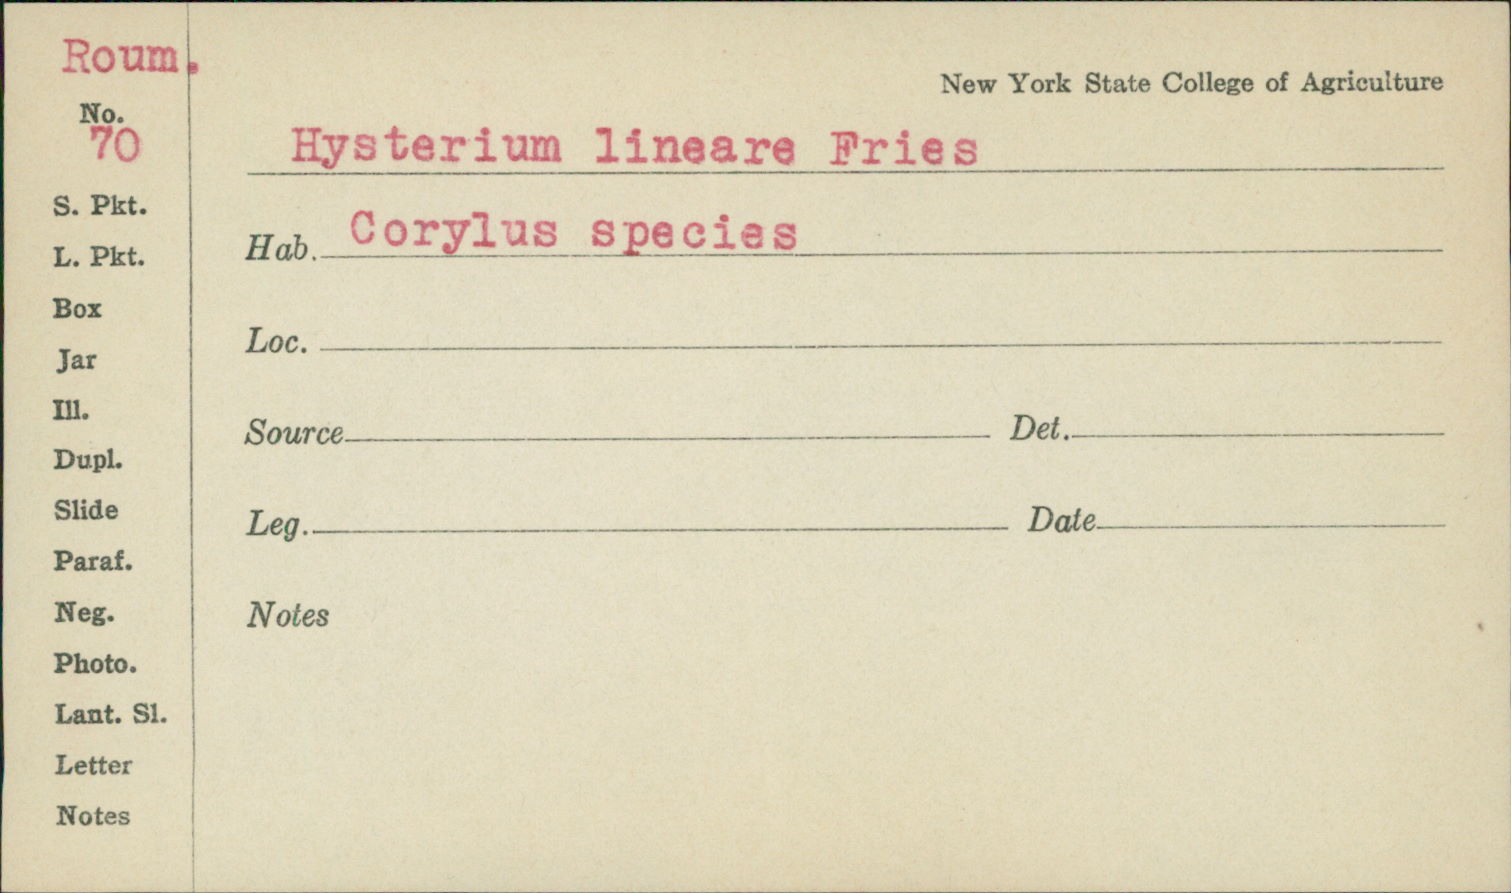 Roum.
New York State College of Agriculture
No.
70
Hysterium lineare Fries
S. Pkt.
Hab. Corylus species
L. Pkt.
Box
Loc.
Jar
Ill.
Source Det.
Dupl.
Slide
Leg. Date
Paraf.
Neg.
Notes
Photo.
Lant. Sl.
Letter
Notes